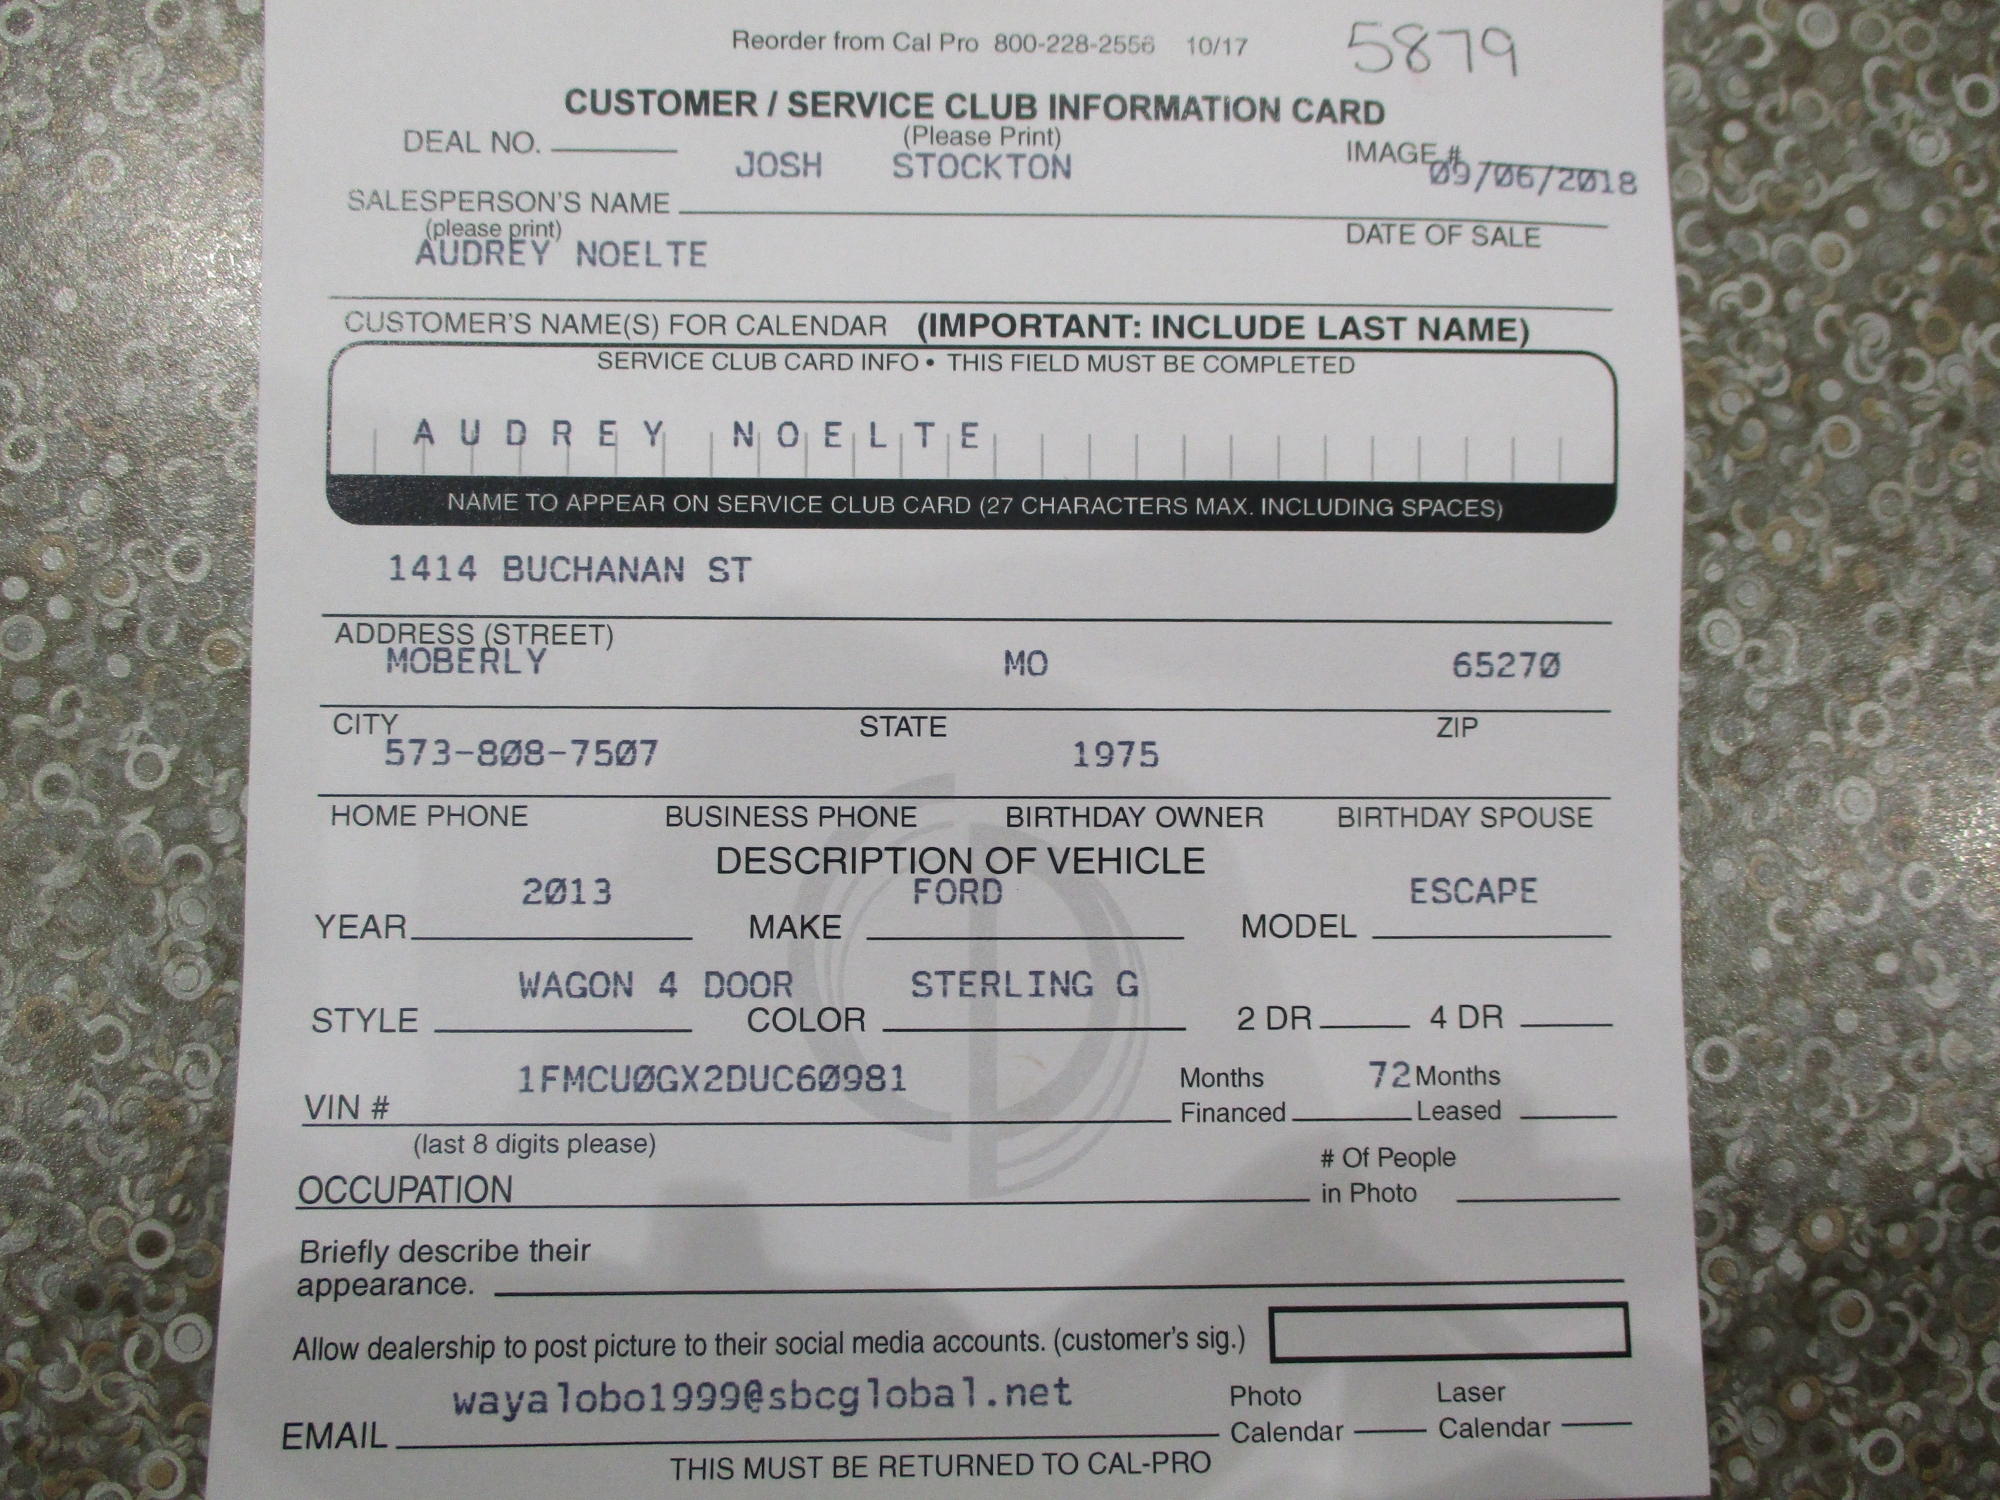 Reorder from Cal Pro 800-228-2556 10/17 5879
CUSTOMER / SERVICE CLUB INFORMATION CARD
DEAL NO. (Please Print) IMAGE #
JOSH STOCKTON 09/06/2018
SALESPERSON'S NAME
(please print) DATE OF SALE
AUDREY NOELTE
CUSTOMER'S NAME(S) FOR CALENDAR (IMPORTANT: INCLUDE LAST NAME)
SERVICE CLUB CARD INFO • THIS FIELD MUST BE COMPLETED
AUDREY NOELTE
NAME TO APPEAR ON SERVICE CLUB CARD (27 CHARACTERS MAX. INCLUDING SPACES)
1414 BUCHANAN ST
ADDRESS (STREET)
MOBERLY MO 65270
CITY STATE ZIP
573-808-7507 1975
HOME PHONE BUSINESS PHONE BIRTHDAY OWNER BIRTHDAY SPOUSE
DESCRIPTION OF VEHICLE
2013 FORD ESCAPE
YEAR MAKE MODEL
WAGON 4 DOOR STERLING G
STYLE COLOR 2 DR 4 DR
1FMCU0GX2DUC60981 Months 72 Months
VIN # Financed Leased
(last 8 digits please)
# Of People
OCCUPATION in Photo
Briefly describe their
appearance.
Allow dealership to post picture to their social media accounts. (customer's sig.)
wayalobo1999@sbcglobal.net Photo Laser
EMAIL Calendar Calendar
THIS MUST BE RETURNED TO CAL-PRO